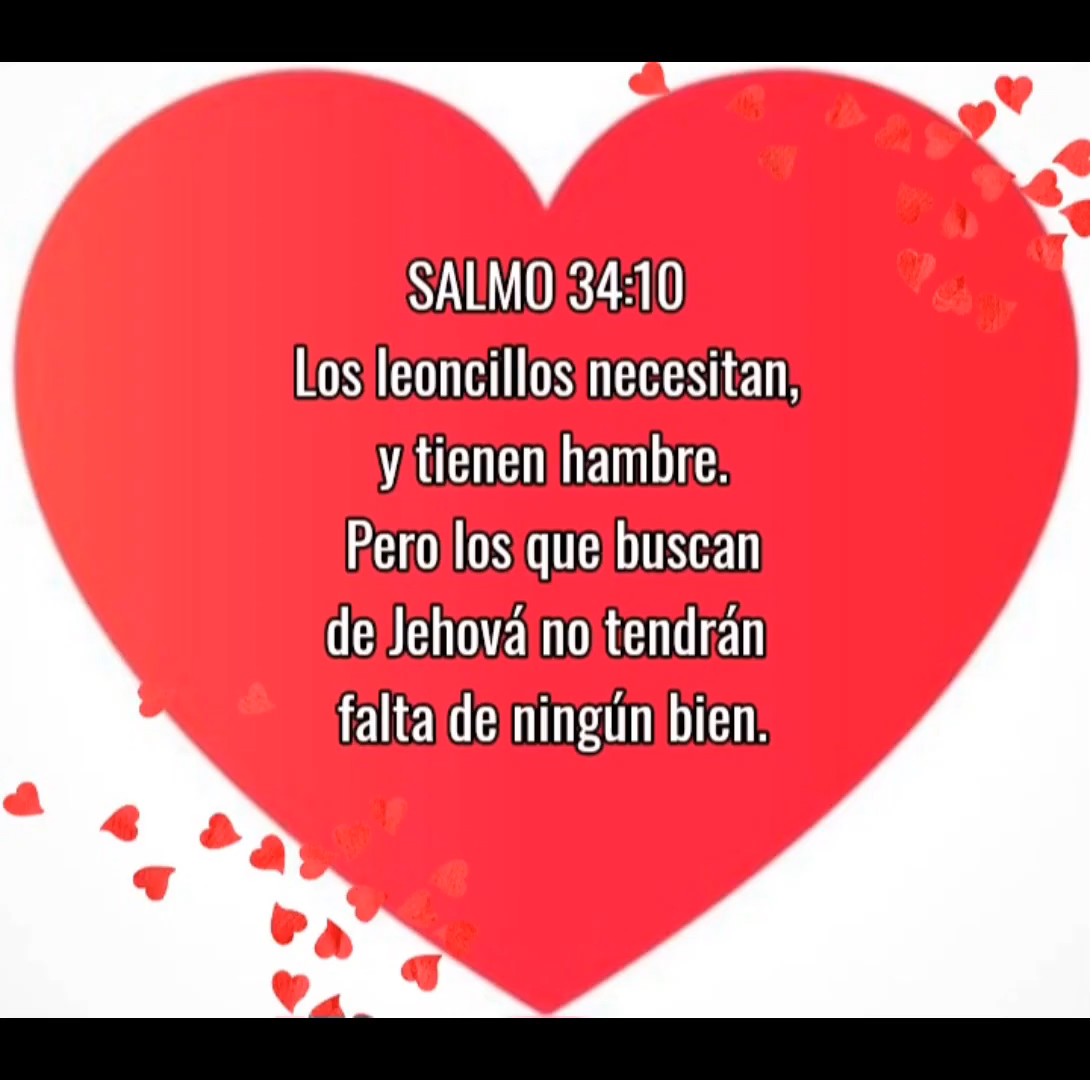 SALMO 34:10
Los leoncillos necesitan,
y tienen hambre.
Pero los que buscan
de Jehová no tendrán
falta de ningún bien.